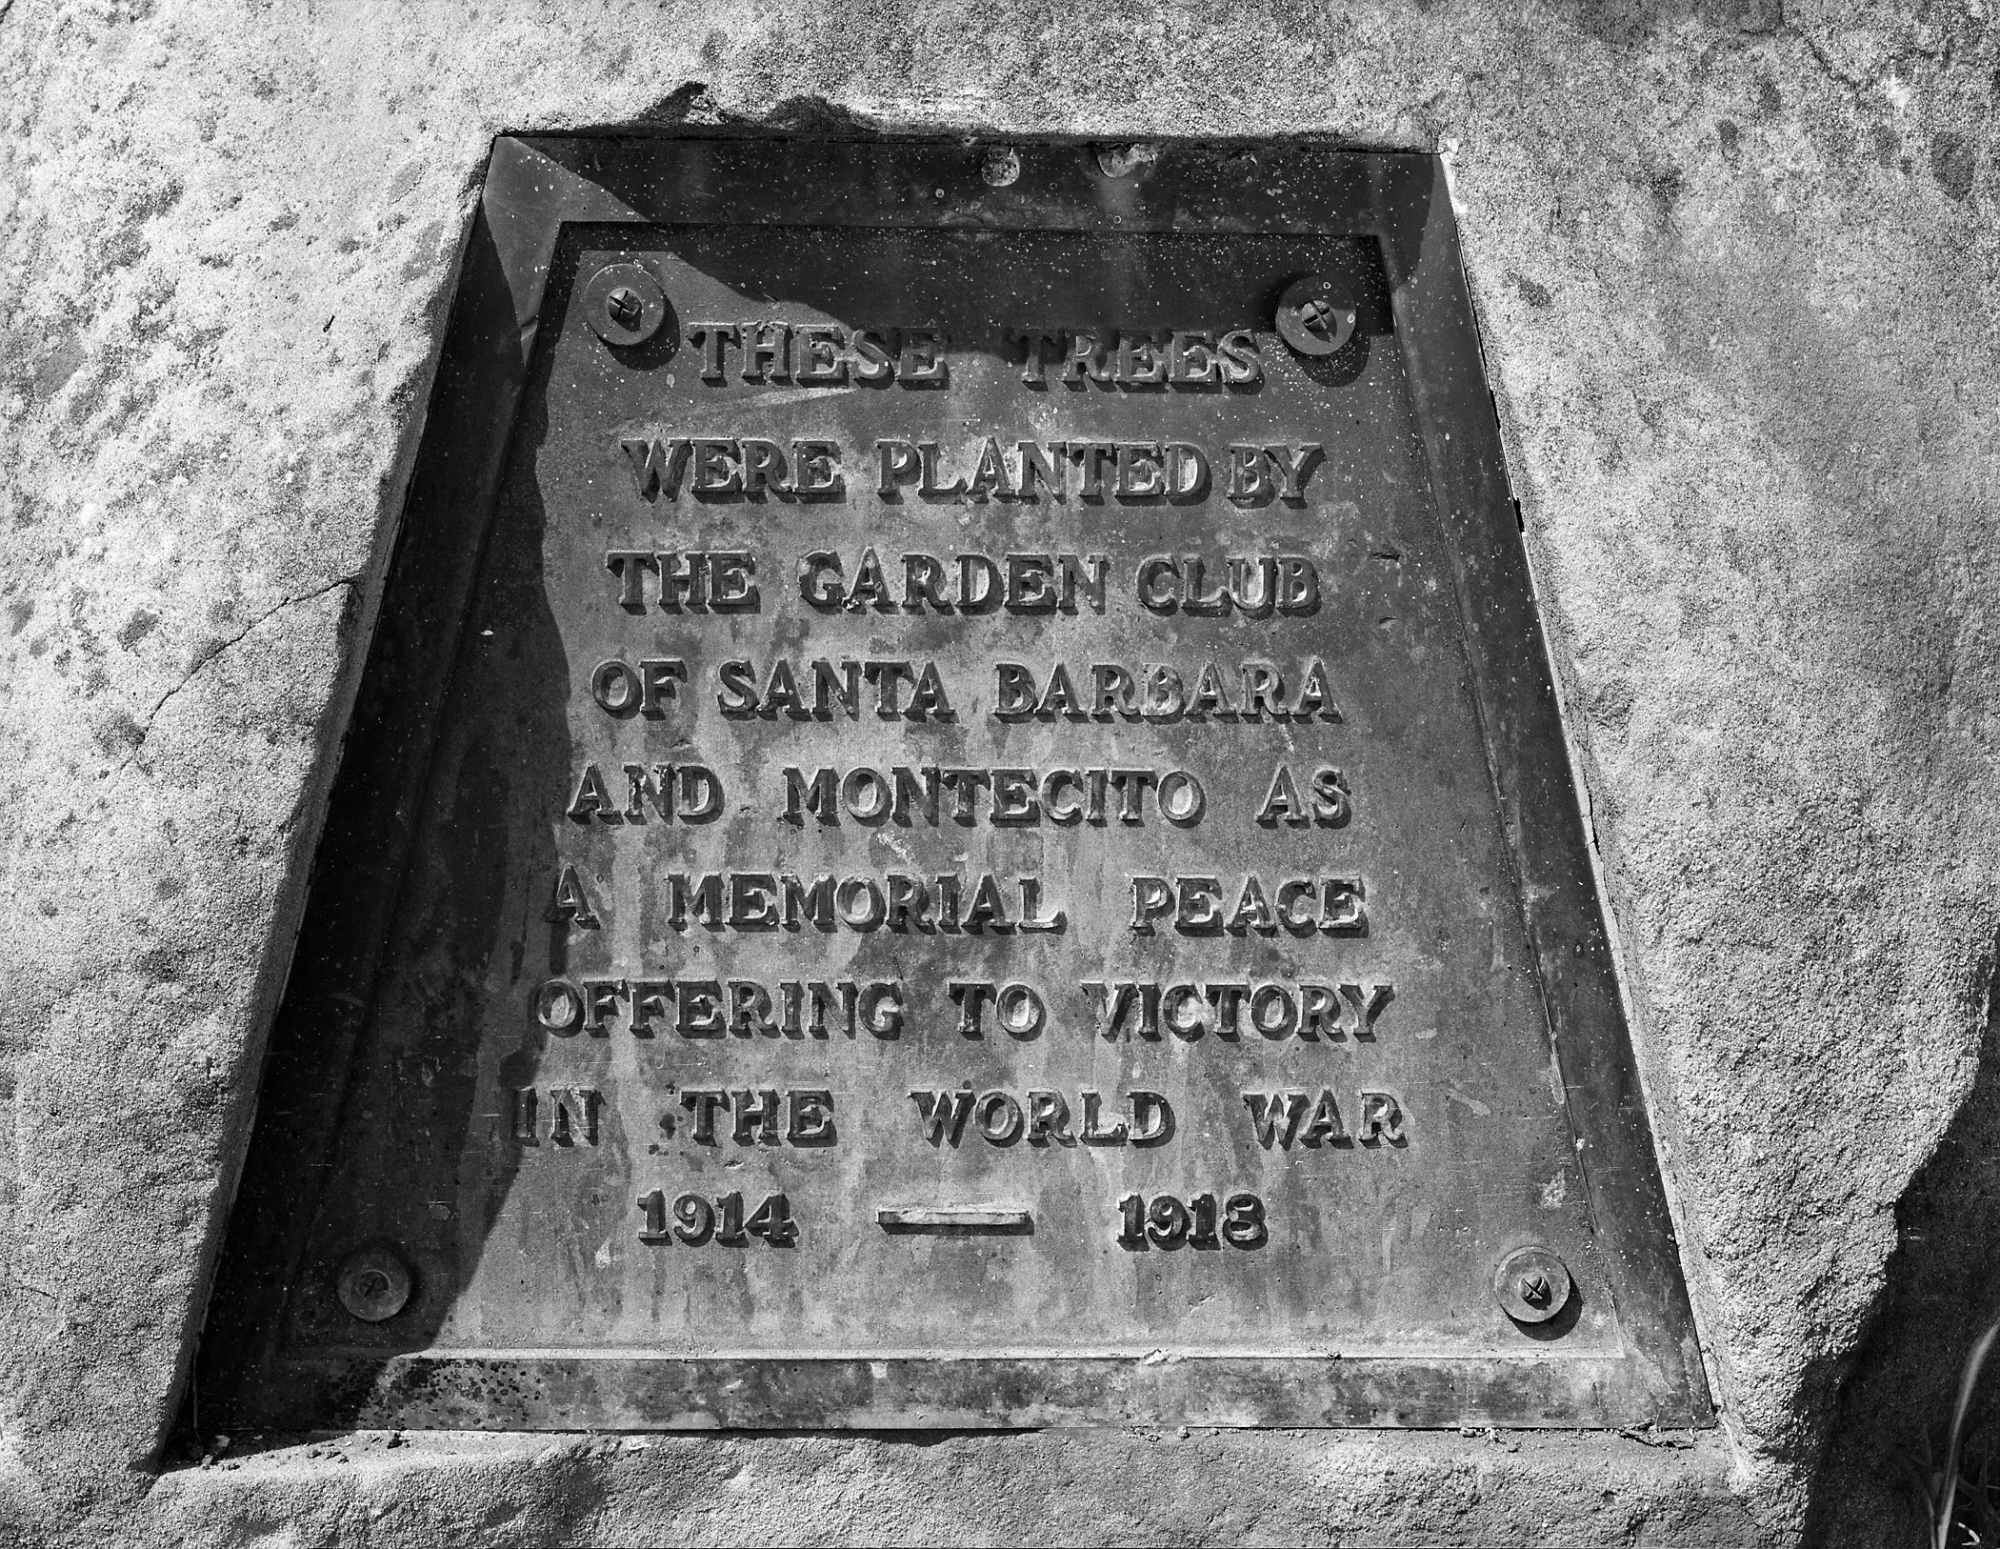 THESE TREES
WERE PLANTED BY
THE GARDEN CLUB
OF SANTA BARBARA
AND MONTECITO AS
A MEMORIAL PEACE
OFFERING TO VICTORY
IN THE WORLD WAR
1914 — 1918